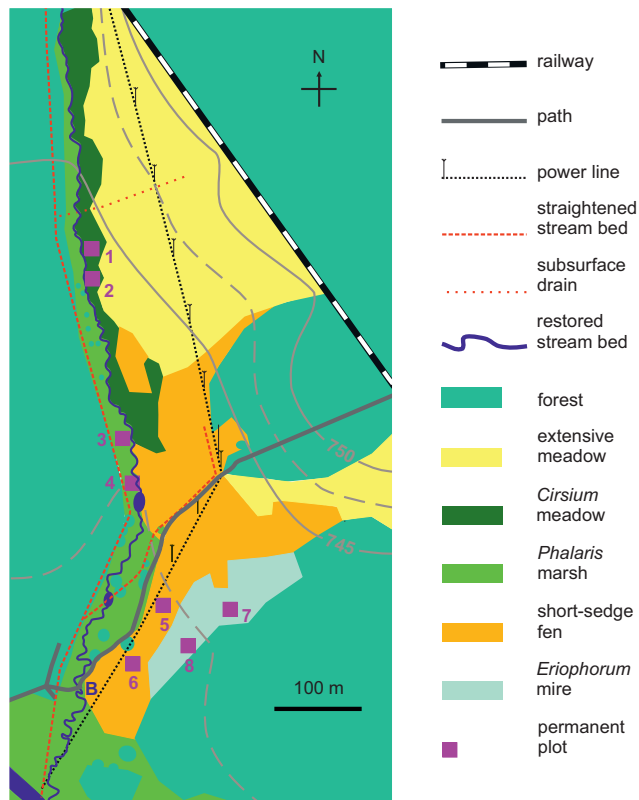 N
1
2
3
4
5
6
7
8
B
750
745
100 m
railway
path
power line
straightened
stream bed
subsurface
drain
restored
stream bed
forest
extensive
meadow
Cirsium
meadow
Phalaris
marsh
short-sedge
fen
Eriophorum
mire
permanent
plot